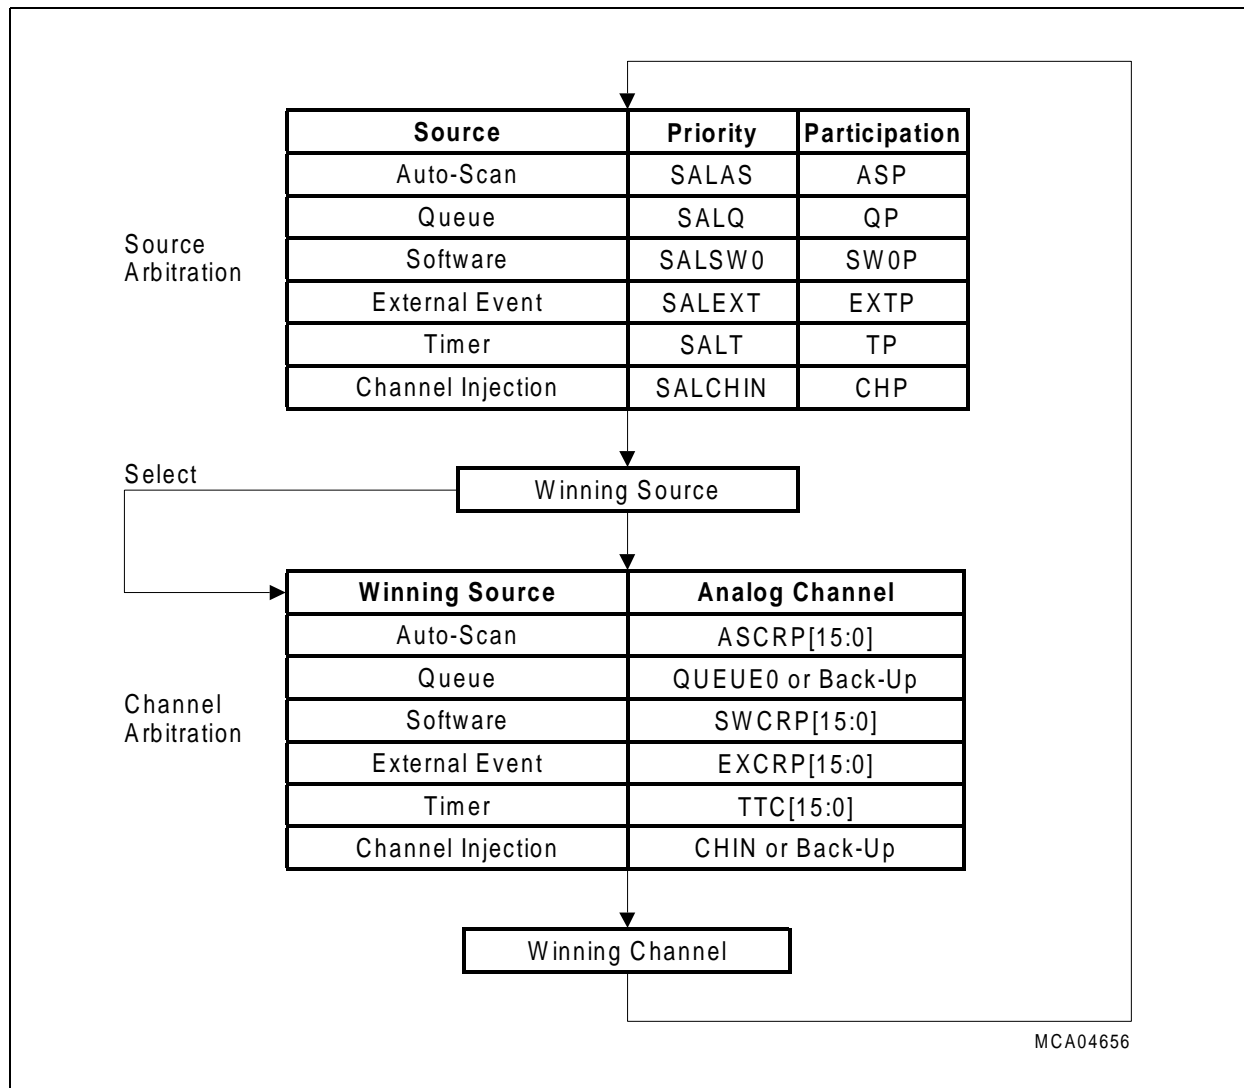 Source Priority Participation
Auto-Scan SALAS ASP
Queue SALQ QP
Source
Arbitration
Software SALSW0 SW0P
External Event SALEXT EXTP
Timer SALT TP
Channel Injection SALCHIN CHP
Select
Winning Source
Winning Source Analog Channel
Auto-Scan ASCRP[15:0]
Queue QUEUE0 or Back-Up
Channel
Arbitration
Software SWCRP[15:0]
External Event EXCRP[15:0]
Timer TTC[15:0]
Channel Injection CHIN or Back-Up
Winning Channel
MCA04656